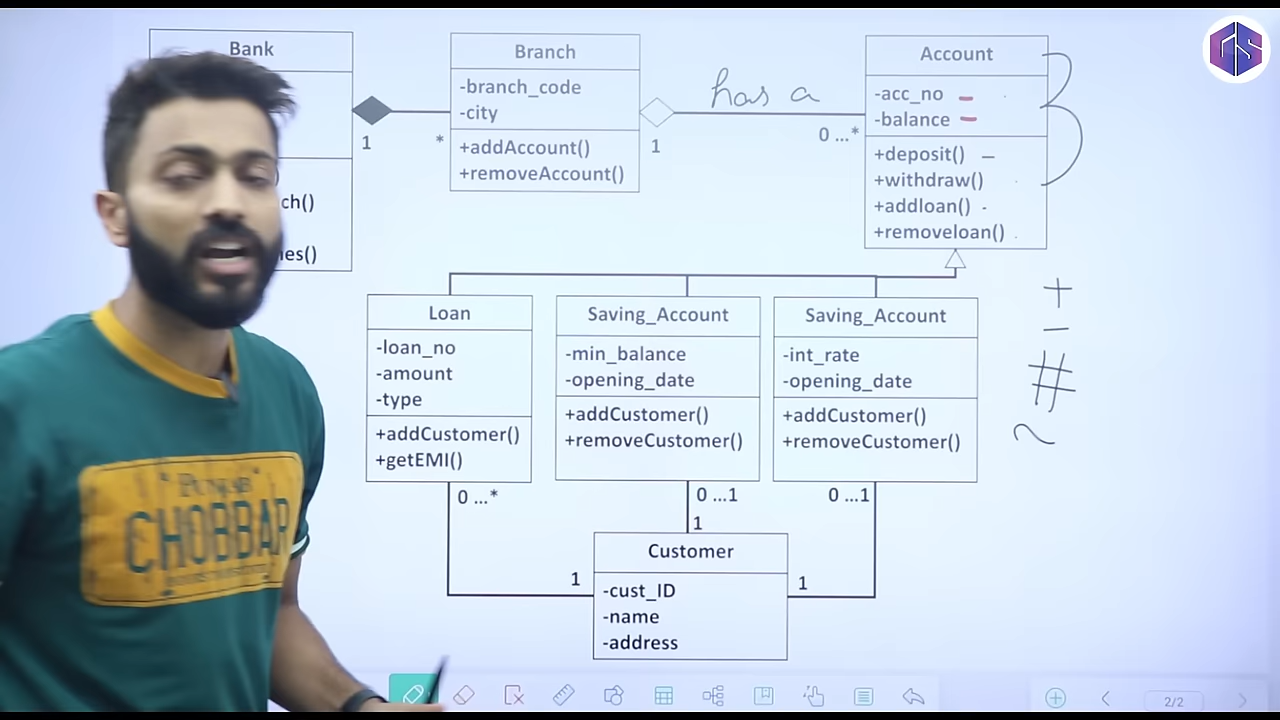 Bank
ch()
es()
1
*
Branch
-branch_code
-city
+addAccount()
+removeAccount()
1
has a
0 ...*
Account
-acc_no
-balance
+deposit()
+withdraw()
+addloan()
+removeloan()
+
-
#
~
Loan
-loan_no
-amount
-type
+addCustomer()
+getEMI()
Saving_Account
-min_balance
-opening_date
+addCustomer()
+removeCustomer()
Saving_Account
-int_rate
-opening_date
+addCustomer()
+removeCustomer()
0 ...*
0 ...1
0 ...1
1
1
1
Customer
-cust_ID
-name
-address
PUNJAB
CHOBBAR
2/2